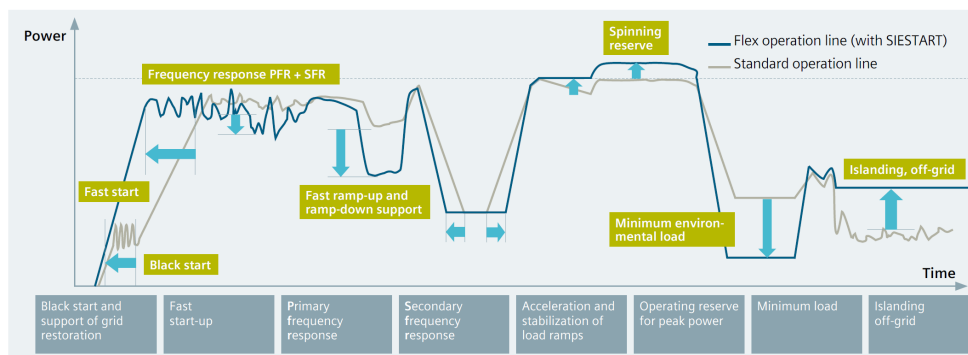 Power
Spinning
reserve
Flex operation line (with SIESTART)
Standard operation line
Frequency response PFR + SFR
Fast start
Fast ramp-up and
ramp-down support
Islanding, off-grid
Minimum environ-
mental load
Black start
Time
Black start and
support of grid
restoration
Fast
start-up
Primary
frequency
response
Secondary
frequency
response
Acceleration and
stabilization of
load ramps
Operating reserve
for peak power
Minimum load
Islanding
off-grid